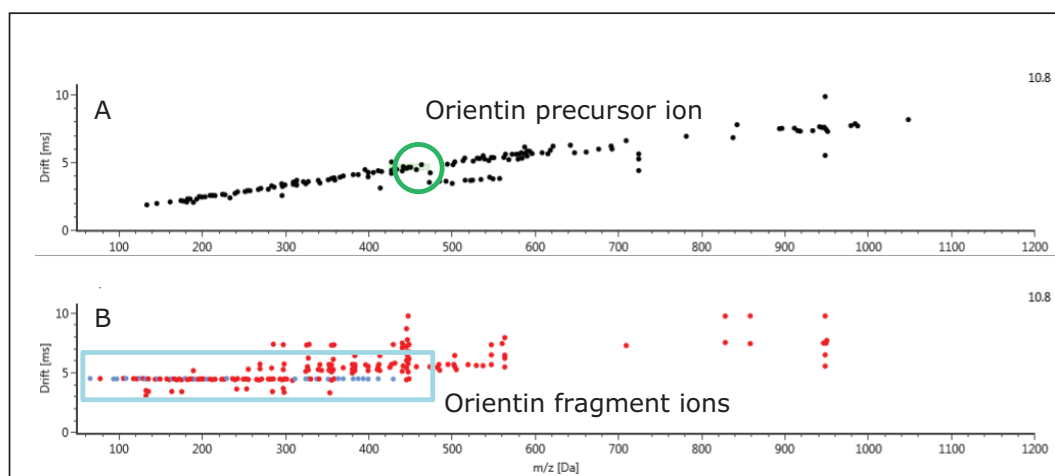 10.8
A
Orientin precursor ion
Drift [ms]
10
5
0
100 200 300 400 500 600 700 800 900 1000 1100 1200
10.8
B
Drift [ms]
10
5
0
Orientin fragment ions
100 200 300 400 500 600 700 800 900 1000 1100 1200
m/z [Da]